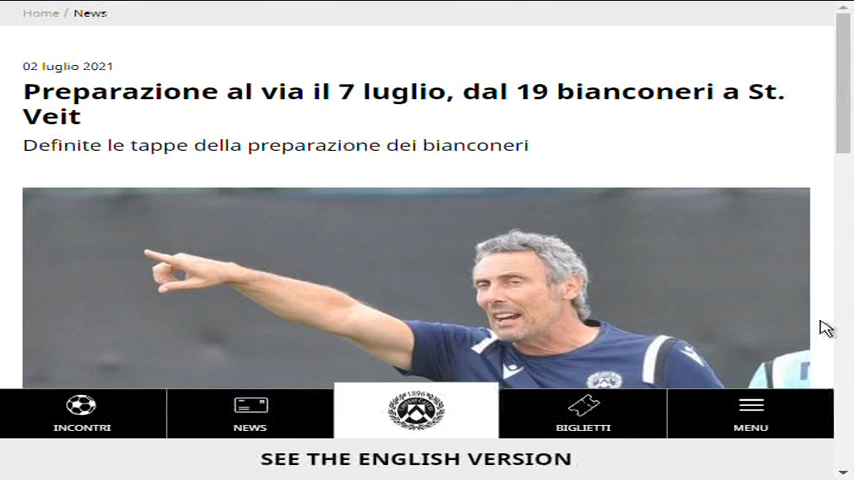 Home / News
02 luglio 2021
Preparazione al via il 7 luglio, dal 19 bianconeri a St.
Veit
Definite le tappe della preparazione dei bianconeri
1896
INCONTRI
NEWS
BIGLIETTI
MENU
SEE THE ENGLISH VERSION